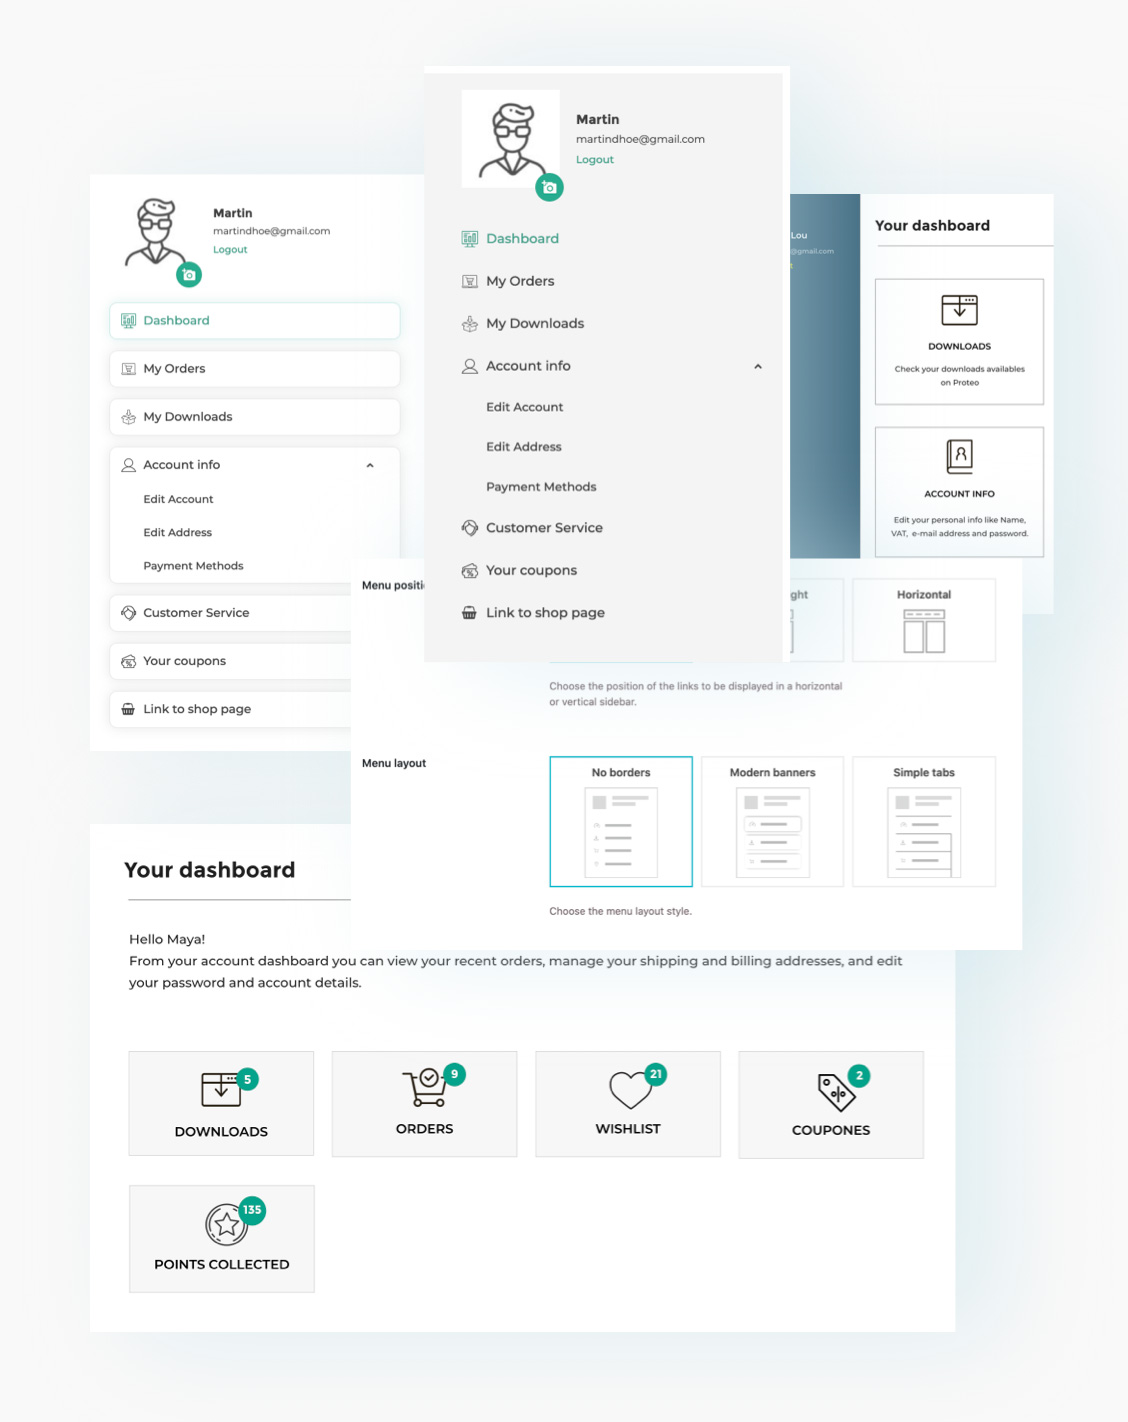 Martin
martindhoe@gmail.com
Logout
Dashboard
My Orders
My Downloads
Account info
Edit Account
Edit Address
Payment Methods
Customer Service
Your coupons
Link to shop page
Martin
martindhoe@gmail.com
Logout
Dashboard
My Orders
My Downloads
Account info
Edit Account
Edit Address
Payment Methods
Customer Service
Your coupons
Link to shop page
Lou
@gmail.com
Your dashboard
DOWNLOADS
Check your downloads availables
on Proteo
ACCOUNT INFO
Edit your personal info like Name,
VAT, e-mail address and password.
Menu positi
ght
Horizontal
Choose the position of the links to be displayed in a horizontal
or vertical sidebar.
Menu layout
No borders
Modern banners
Simple tabs
Choose the menu layout style.
Your dashboard
Hello Maya!
From your account dashboard you can view your recent orders, manage your shipping and billing addresses, and edit
your password and account details.
5
DOWNLOADS
9
ORDERS
21
WISHLIST
2
COUPONES
135
POINTS COLLECTED